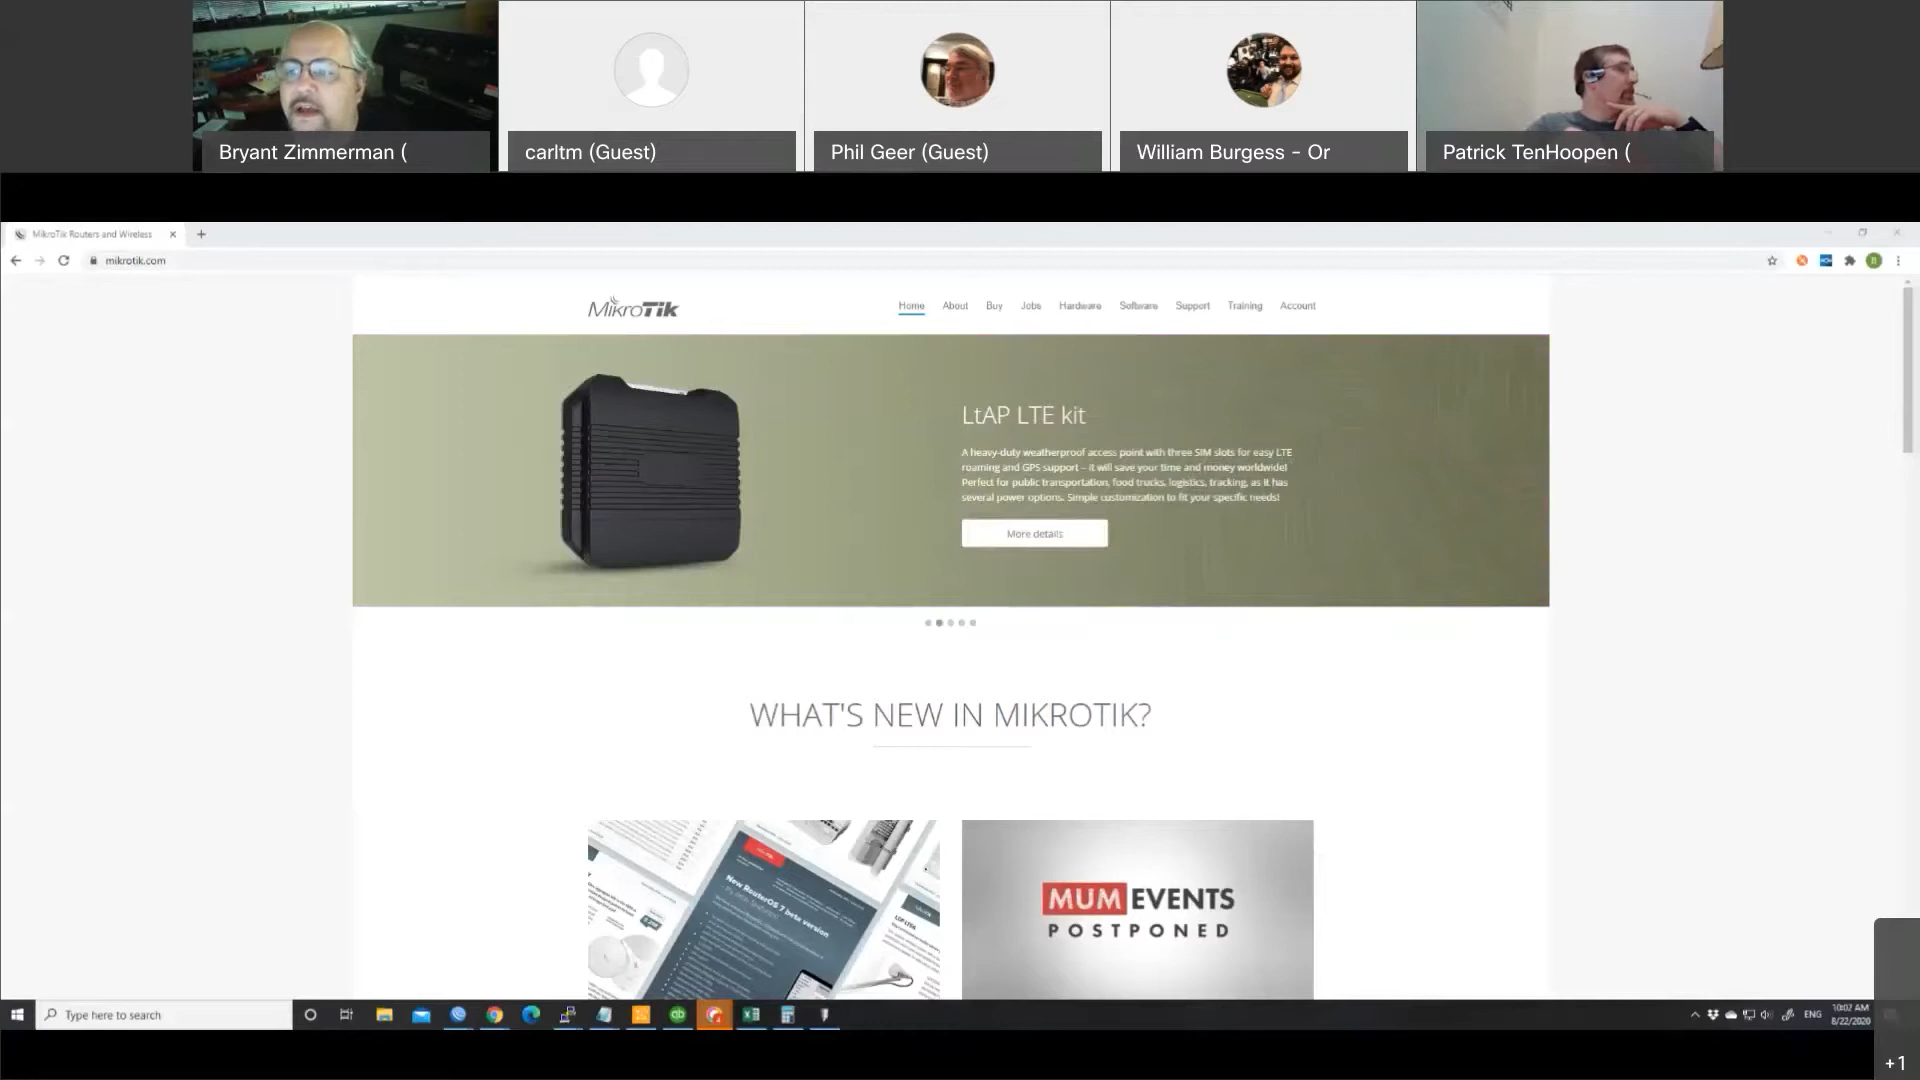 Bryant Zimmerman (
carltm (Guest)
Phil Geer (Guest)
William Burgess - Or
Patrick TenHoopen (
MikroTik Routers and Wireless
mikrotik.com
MikroTik
Home About Buy Jobs Hardware Software Support Training Account
LtAP LTE kit
A heavy-duty weatherproof access point with three SIM slots for easy LTE
roaming and GPS support – it will save your time and money worldwide!
Perfect for public transportation, food trucks, logistics, tracking, as it has
several power options. Simple customization to fit your specific needs!
More details
WHAT'S NEW IN MIKROTIK?
New RouterOS 7 beta version
MUM EVENTS
POSTPONED
Type here to search
ENG
10:02 AM
8/22/2020
+1